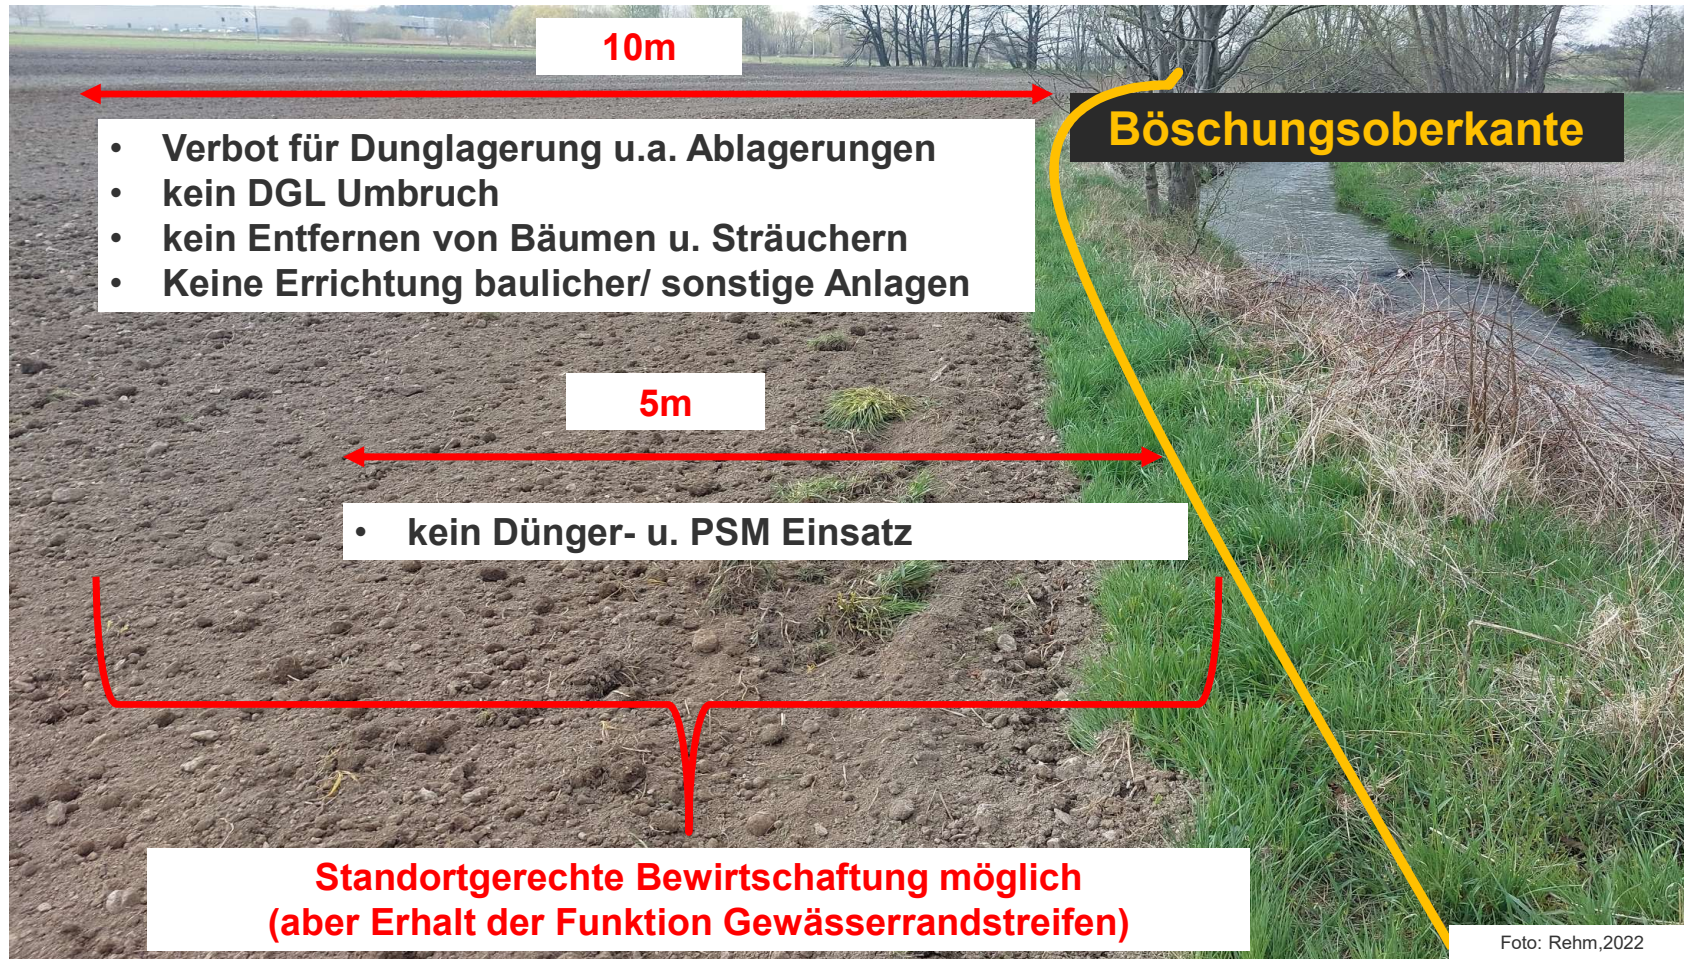 10m
Böschungsoberkante
• Verbot für Dunglagerung u.a. Ablagerungen
• kein DGL Umbruch
• kein Entfernen von Bäumen u. Sträuchern
• Keine Errichtung baulicher/ sonstige Anlagen
5m
• kein Dünger- u. PSM Einsatz
Standortgerechte Bewirtschaftung möglich
(aber Erhalt der Funktion Gewässerrandstreifen)
Foto: Rehm,2022